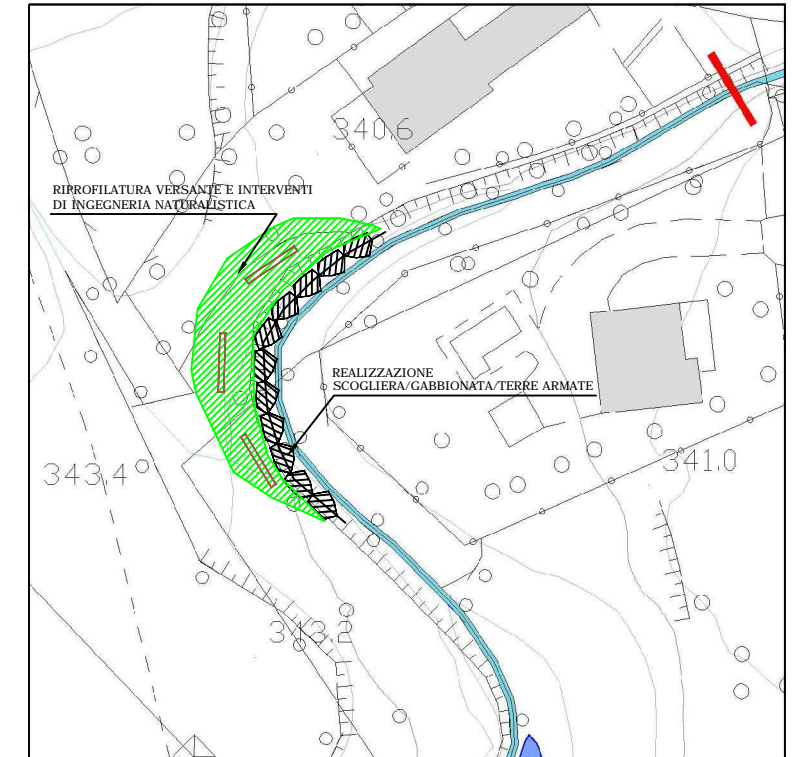 340.6
RIPROFILATURA VERSANTE E INTERVENTI
DI INGEGNERIA NATURALISTICA
REALIZZAZIONE
SCOGLIERA/GABBIONATA/TERRE ARMATE
343.4
341.0
343.2